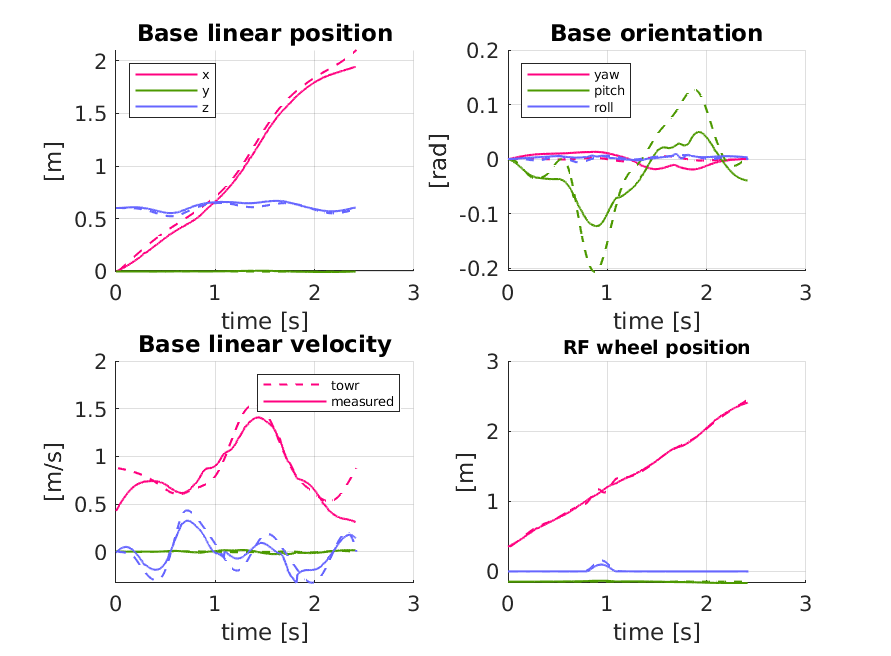 Base linear position
2
1.5
1
0.5
0
[m]
x
y
z
0 1 2 3
time [s]
Base orientation
0.2
0.1
0
-0.1
-0.2
[rad]
yaw
pitch
roll
0 1 2 3
time [s]
Base linear velocity
2
1.5
1
0.5
0
[m/s]
towr
measured
0 1 2 3
time [s]
RF wheel position
3
2
1
0
[m]
0 1 2 3
time [s]